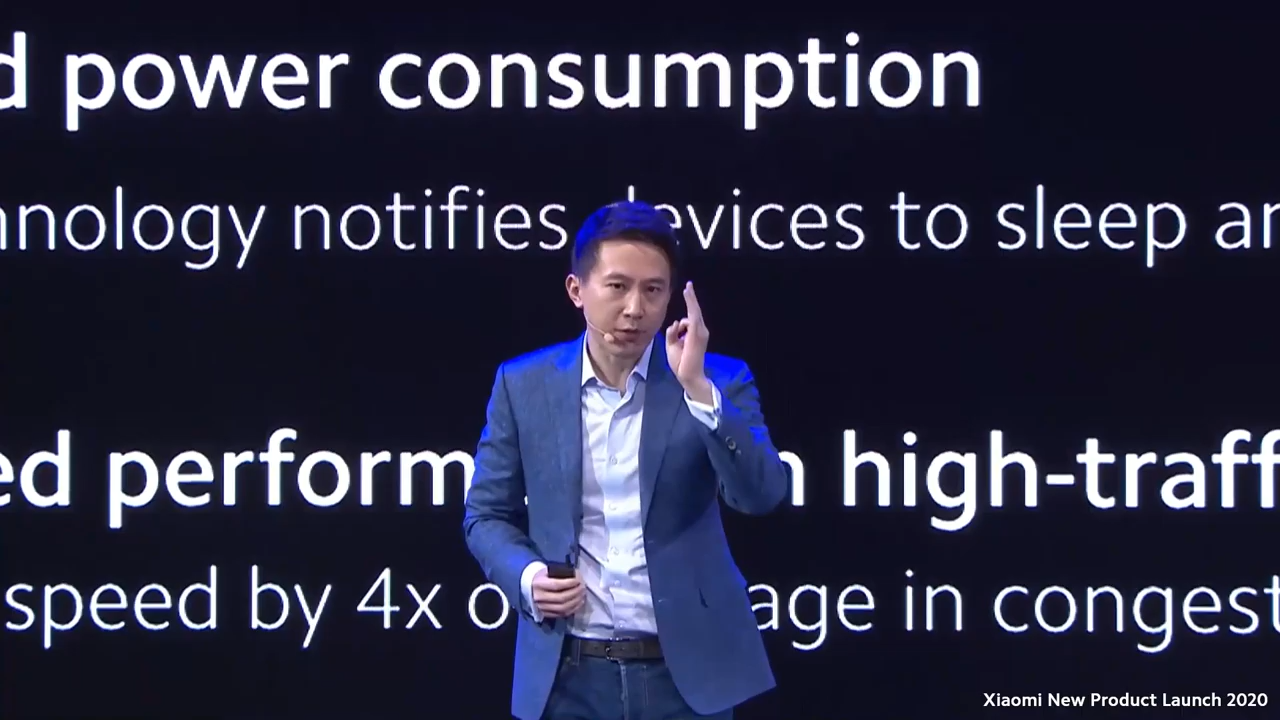 d power consumption
nology notifies devices to sleep
ed perform high-traff
speed by 4x age in congest
Xiaomi New Product Launch 2020